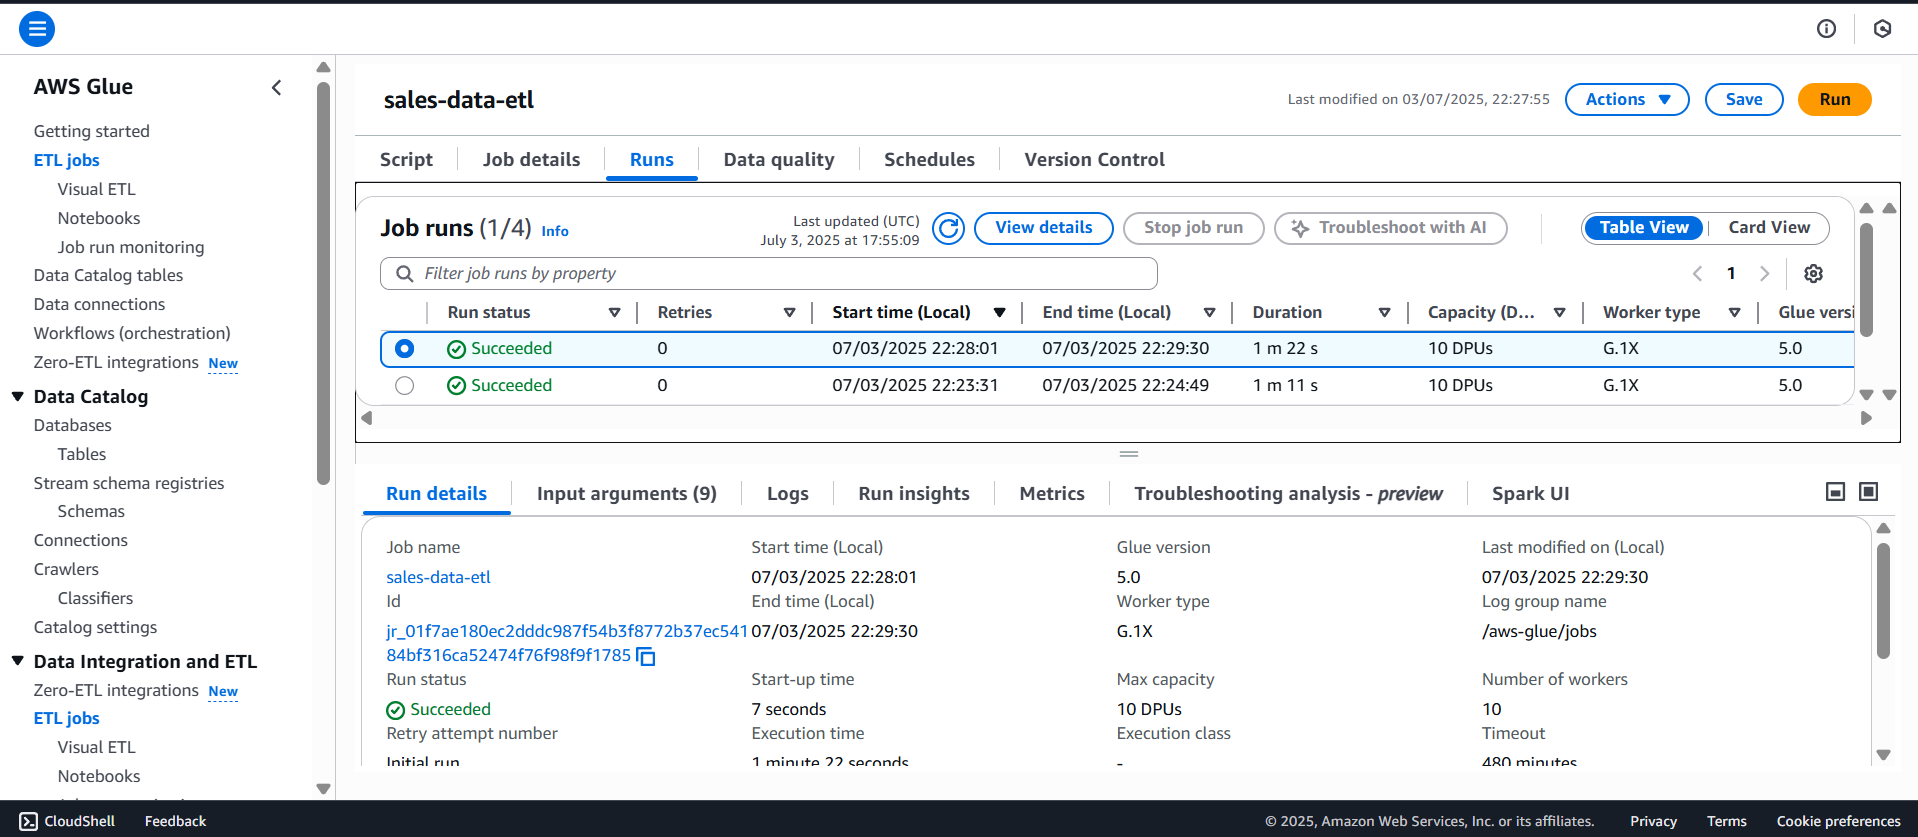 AWS Glue
Getting started
ETL jobs
Visual ETL
Notebooks
Job run monitoring
Data Catalog tables
Data connections
Workflows (orchestration)
Zero-ETL integrations New
Data Catalog
Databases
Tables
Stream schema registries
Schemas
Connections
Crawlers
Classifiers
Catalog settings
Data Integration and ETL
Zero-ETL integrations New
ETL jobs
Visual ETL
Notebooks
sales-data-etl
Last modified on 03/07/2025, 22:27:55
Actions
Save
Run
Script
Job details
Runs
Data quality
Schedules
Version Control
Job runs (1/4) Info
Last updated (UTC)
July 3, 2025 at 17:55:09
View details
Stop job run
Troubleshoot with AI
Table View
Card View
Filter job runs by property
1
Run status Retries Start time (Local) End time (Local) Duration Capacity (D... Worker type Glue versi
Succeeded 0 07/03/2025 22:28:01 07/03/2025 22:29:30 1 m 22 s 10 DPUs G.1X 5.0
Succeeded 0 07/03/2025 22:23:31 07/03/2025 22:24:49 1 m 11 s 10 DPUs G.1X 5.0
Run details
Input arguments (9)
Logs
Run insights
Metrics
Troubleshooting analysis - preview
Spark UI
Job name Start time (Local) Glue version Last modified on (Local)
sales-data-etl 07/03/2025 22:28:01 5.0 07/03/2025 22:29:30
Id End time (Local) Worker type Log group name
jr_01f7ae180ec2dddc987f54b3f8772b37ec541 07/03/2025 22:29:30 G.1X /aws-glue/jobs
84bf316ca52474f76f98f9f1785
Run status Start-up time Max capacity Number of workers
Succeeded 7 seconds 10 DPUs 10
Retry attempt number Execution time Execution class Timeout
Initial run 1 minute 22 seconds - 480 minutes
CloudShell
Feedback
© 2025, Amazon Web Services, Inc. or its affiliates.
Privacy
Terms
Cookie preferences